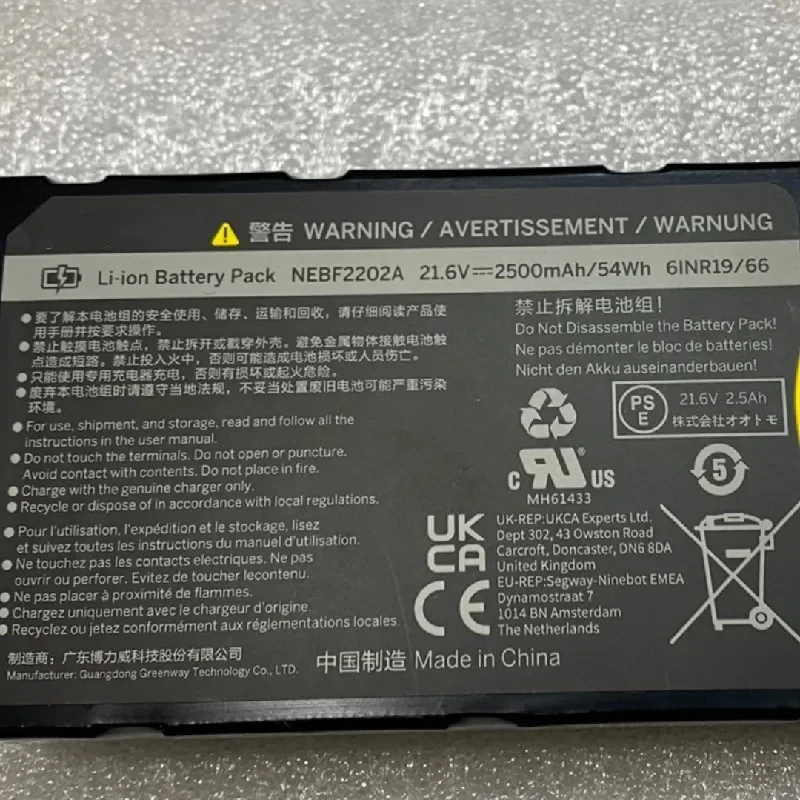 警告 WARNING / AVERTISSEMENT / WARNUNG
Li-ion Battery Pack NEBF2202A 21.6V⎓2500mAh/54Wh 6INR19/66
●要了解本电池组的安全使用、储存、运输和回收，请仔细阅读产品使
用手册并按要求操作。
●禁止触摸电池触点，禁止拆开或戳穿外壳。避免金属物体接触电池触
点造成短路。禁止投入火中，否则可能造成电池损坏或人员伤亡。
●只能使用专用充电器充电，否则有损坏或起火危险。
●废弃本电池组时请遵守当地法规，不妥当处置废旧电池可能严重污染
环境。
● For use, shipment, and storage, read and follow all the
instructions in the user manual.
● Do not touch the terminals. Do not open or puncture.
Avoid contact with contents. Do not place in fire.
● Charge with the genuine charger only.
● Recycle or dispose of in accordance with local regulations.
● Pour l'utilisation, l'expédition et le stockage, lisez
et suivez toutes les instructions du manuel d'utilisation.
● Ne touchez pas les contacts électriques. Ne pas
ouvrir ou perforer. Evitez de toucher lecontenu.
● Ne pas placer à proximité de flammes.
● Chargez uniquement avec le chargeur d'origine.
● Recyclez ou jetez conformément aux réglementations locales.
制造商：广东博力威科技股份有限公司
Manufacturer: Guangdong Greenway Technology Co., LTD.
中国制造 Made in China
禁止拆解电池组！
Do Not Disassemble the Battery Pack!
Ne pas démonter le bloc de batteries!
Nicht den Akku auseinanderbauen!
PS
E
21.6V 2.5Ah
株式会社オオトモ
c RU US
MH61433
5
UK
CA
CE
UK-REP:UKCA Experts Ltd.
Dept 302, 43 Owston Road
Carcroft, Doncaster, DN6 8DA
United Kingdom
EU-REP:Segway-Ninebot EMEA
Dynamostraat 7
1014 BN Amsterdam
The Netherlands